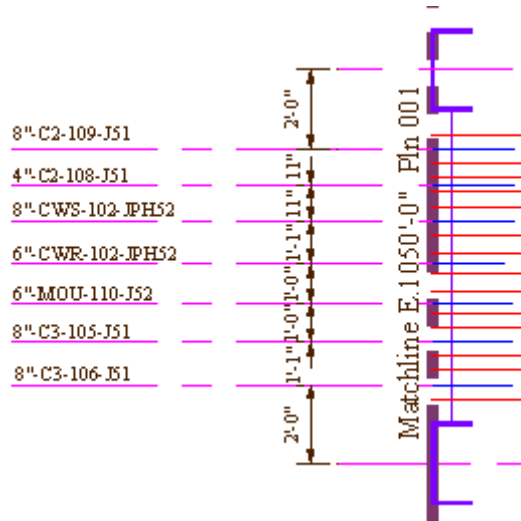 2'-0"
8"-C2-109-J51
11"
4"-C2-108-J51
11"
8"-CWS-102-JPH52
1'-1"
6"-CWR-102-JPH52
1'-0"
6"-MOU-110-J52
1'-0"
8"-C3-105-J51
1'-1"
8"-C3-106-J51
2'-0"
Matchline E.1050'-0" Pln 001